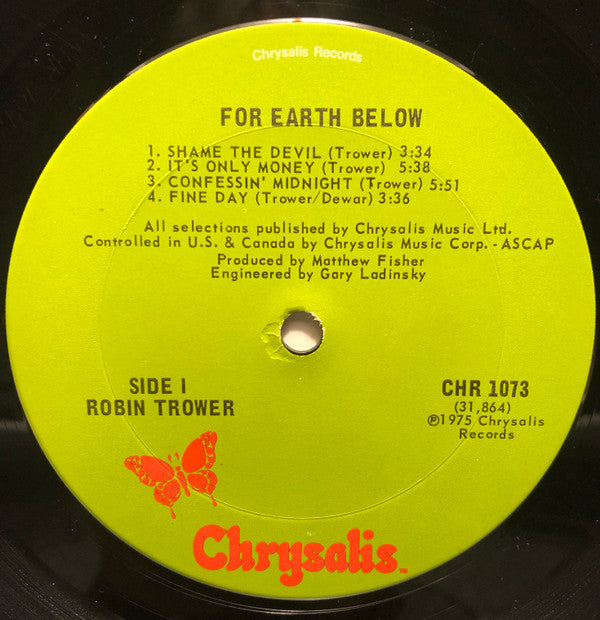 Chrysalis Records
FOR EARTH BELOW
1. SHAME THE DEVIL (Trower) 3:34
2. IT'S ONLY MONEY (Trower) 5:38
3. CONFESSIN' MIDNIGHT (Trower) 5:51
4. FINE DAY (Trower/Dewar) 3:36
All selections published by Chrysalis Music Ltd.
Controlled in U.S. & Canada by Chrysalis Music Corp. - ASCAP
Produced by Matthew Fisher
Engineered by Gary Ladinsky
SIDE I
ROBIN TROWER
CHR 1073
(31,864)
℗1975 Chrysalis
Records
Chrysalis™